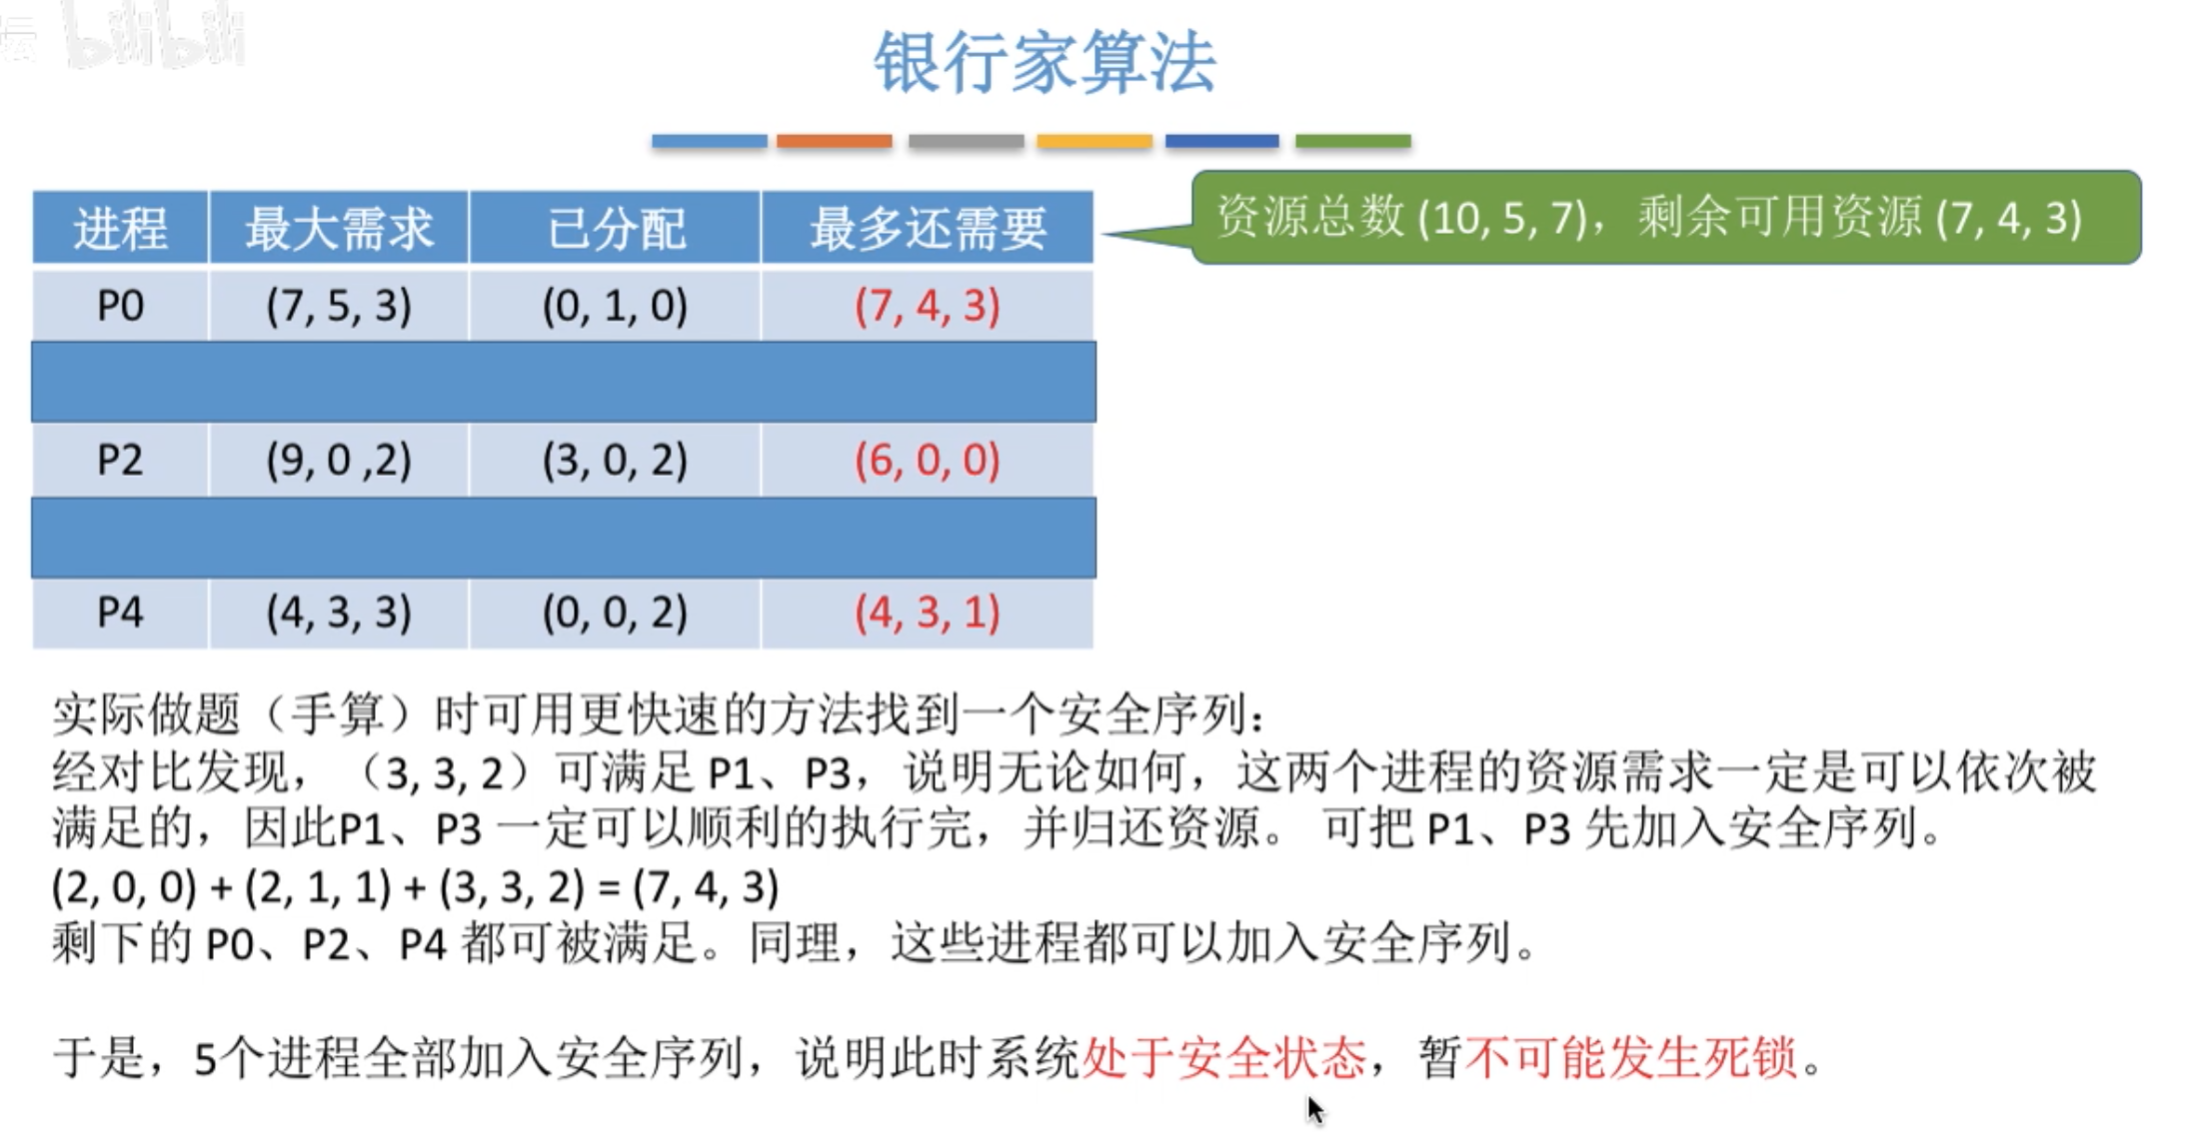 bilibili
银行家算法
资源总数 (10, 5, 7)，剩余可用资源 (7, 4, 3)
进程 最大需求 已分配 最多还需要
P0 (7, 5, 3) (0, 1, 0) (7, 4, 3)
P2 (9, 0 ,2) (3, 0, 2) (6, 0, 0)
P4 (4, 3, 3) (0, 0, 2) (4, 3, 1)
实际做题（手算）时可用更快速的方法找到一个安全序列：
经对比发现，（3, 3, 2）可满足 P1、P3，说明无论如何，这两个进程的资源需求一定是可以依次被
满足的，因此P1、P3 一定可以顺利的执行完，并归还资源。 可把 P1、P3 先加入安全序列。
(2, 0, 0) + (2, 1, 1) + (3, 3, 2) = (7, 4, 3)
剩下的 P0、P2、P4 都可被满足。同理，这些进程都可以加入安全序列。
于是，5个进程全部加入安全序列，说明此时系统处于安全状态，暂不可能发生死锁。